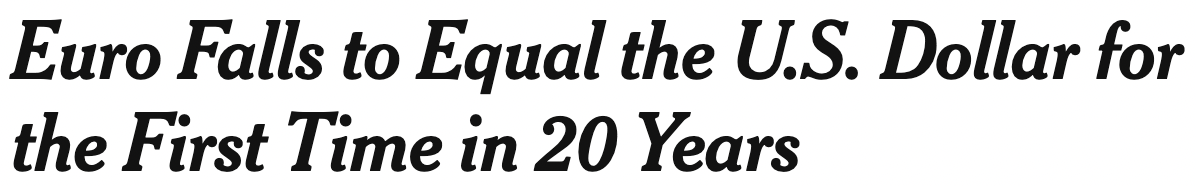 Euro Falls to Equal the U.S. Dollar for
the First Time in 20 Years